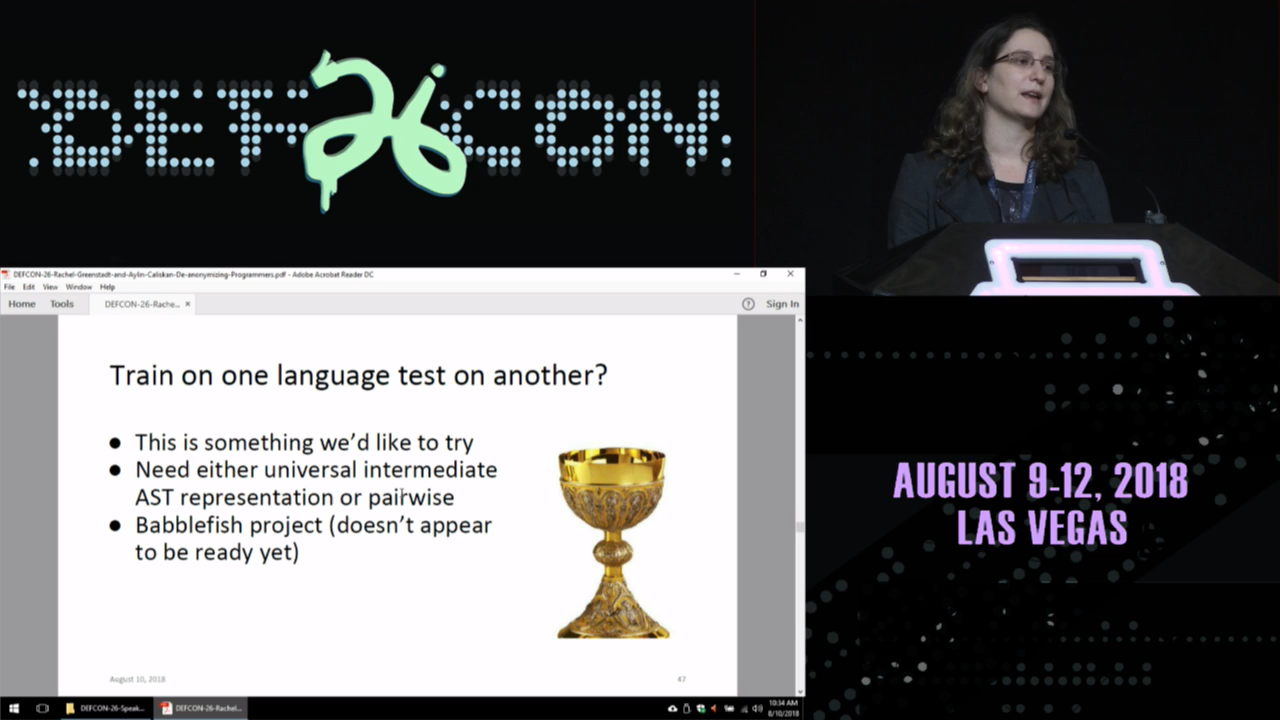 DEFCON
26
DEFCON-26-Rachel-Greenstadt-and-Aylin-Caliskan-De-anonymizing-Programmers.pdf - Adobe Acrobat Reader DC
File Edit View Window Help
Home Tools DEFCON-26-Rache... × Sign In
Train on one language test on another?
● This is something we'd like to try
● Need either universal intermediate
AST representation or pairwise
● Babblefish project (doesn't appear
to be ready yet)
August 10, 2018
47
DEFCON-26-Speak... DEFCON-26-Rachel... 10:34 AM
8/10/2018
AUGUST 9-12, 2018
LAS VEGAS